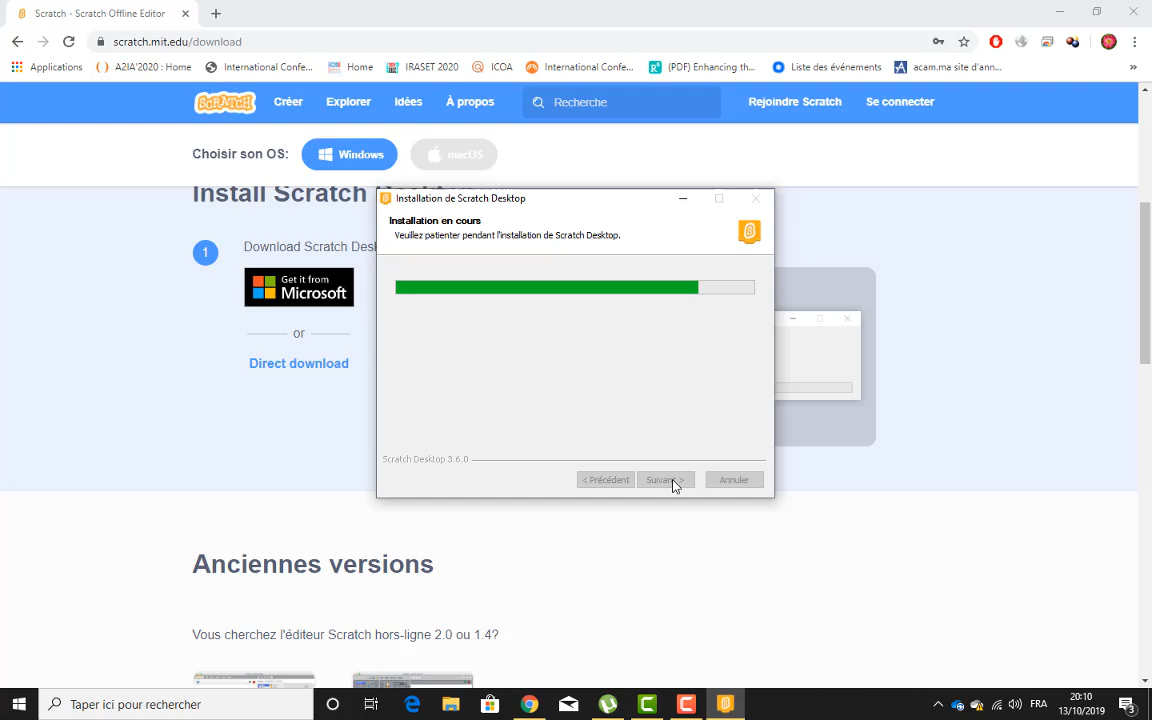 Scratch - Scratch Offline Editor
scratch.mit.edu/download
Applications
A2IA'2020 : Home
International Confe...
Home
IRASET 2020
ICOA
International Confe...
(PDF) Enhancing th...
Liste des événements
acam.ma site d'ann...
»
SCRATCH
Créer
Explorer
Idées
À propos
Recherche
Rejoindre Scratch
Se connecter
Choisir son OS:
Windows
macOS
Install Scratch
1
Download Scratch Des
Get it from
Microsoft
or
Direct download
Installation de Scratch Desktop
Installation en cours
Veuillez patienter pendant l'installation de Scratch Desktop.
Scratch Desktop 3.6.0
< Précédent
Suivant >
Annuler
Anciennes versions
Vous cherchez l'éditeur Scratch hors-ligne 2.0 ou 1.4?
Taper ici pour rechercher
FRA
20:10
13/10/2019
3